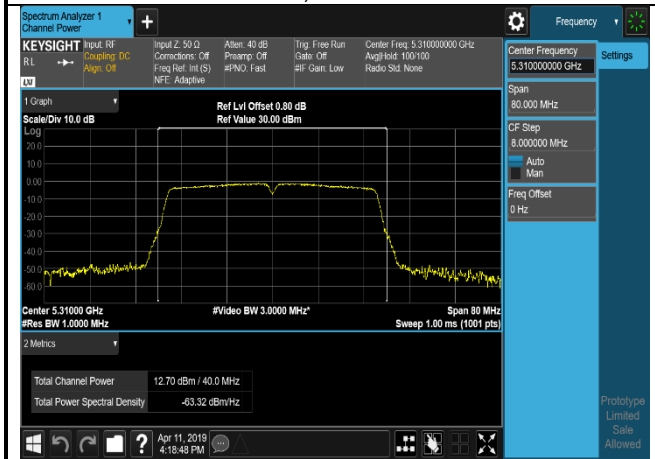 Spectrum Analyzer 1
Channel Power
Frequency
KEYSIGHT
Input: RF
Coupling: DC
Align: Off
Input Z: 50 Ω
Corrections: Off
Freq Ref: Int (S)
NFE: Adaptive
Atten: 40 dB
Preamp: Off
#PNO: Fast
Trig: Free Run
Gate: Off
#IF Gain: Low
Center Freq: 5.310000000 GHz
Avg|Hold: 100/100
Radio Std: None
R L
LXI
Center Frequency
5.310000000 GHz
Settings
Span
80.000 MHz
CF Step
8.000000 MHz
Auto
Man
Freq Offset
0 Hz
1 Graph
Scale/Div 10.0 dB
Ref Lvl Offset 0.80 dB
Ref Value 30.00 dBm
Log
20.0
10.0
0.00
-10.0
-20.0
-30.0
-40.0
-50.0
-60.0
Center 5.31000 GHz
#Video BW 3.0000 MHz*
Span 80 MHz
#Res BW 1.0000 MHz
Sweep 1.00 ms (1001 pts)
2 Metrics
Total Channel Power 12.70 dBm / 40.0 MHz
Total Power Spectral Density -63.32 dBm/Hz
Prototype
Limited
Sale
Allowed
?
Apr 11, 2019
4:18:48 PM